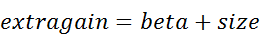 extragain = beta + size